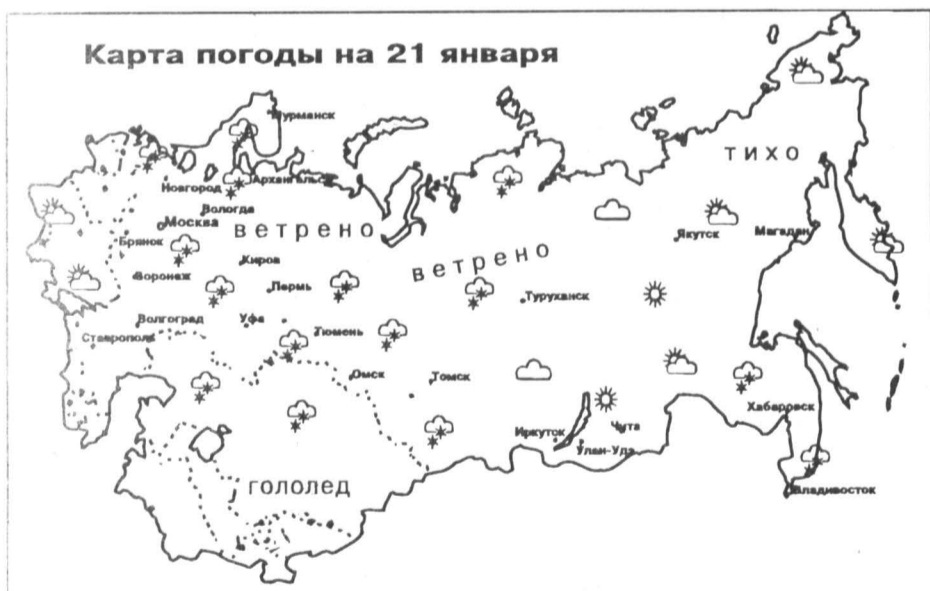 Карта погоды на 21 января
Мурманск
ТИХО
Новгород
Архангельск
Вологда
Москва
ветрено
Якутск
Магадан
Брянск
Киров
ветрено
Воронеж
Пермь
Туруханск
Волгоград
Уфа
Тюмень
Ставрополь
Омск
Томск
Хабаровск
Иркутск
Чита
Улан-Удэ
гололед
Владивосток